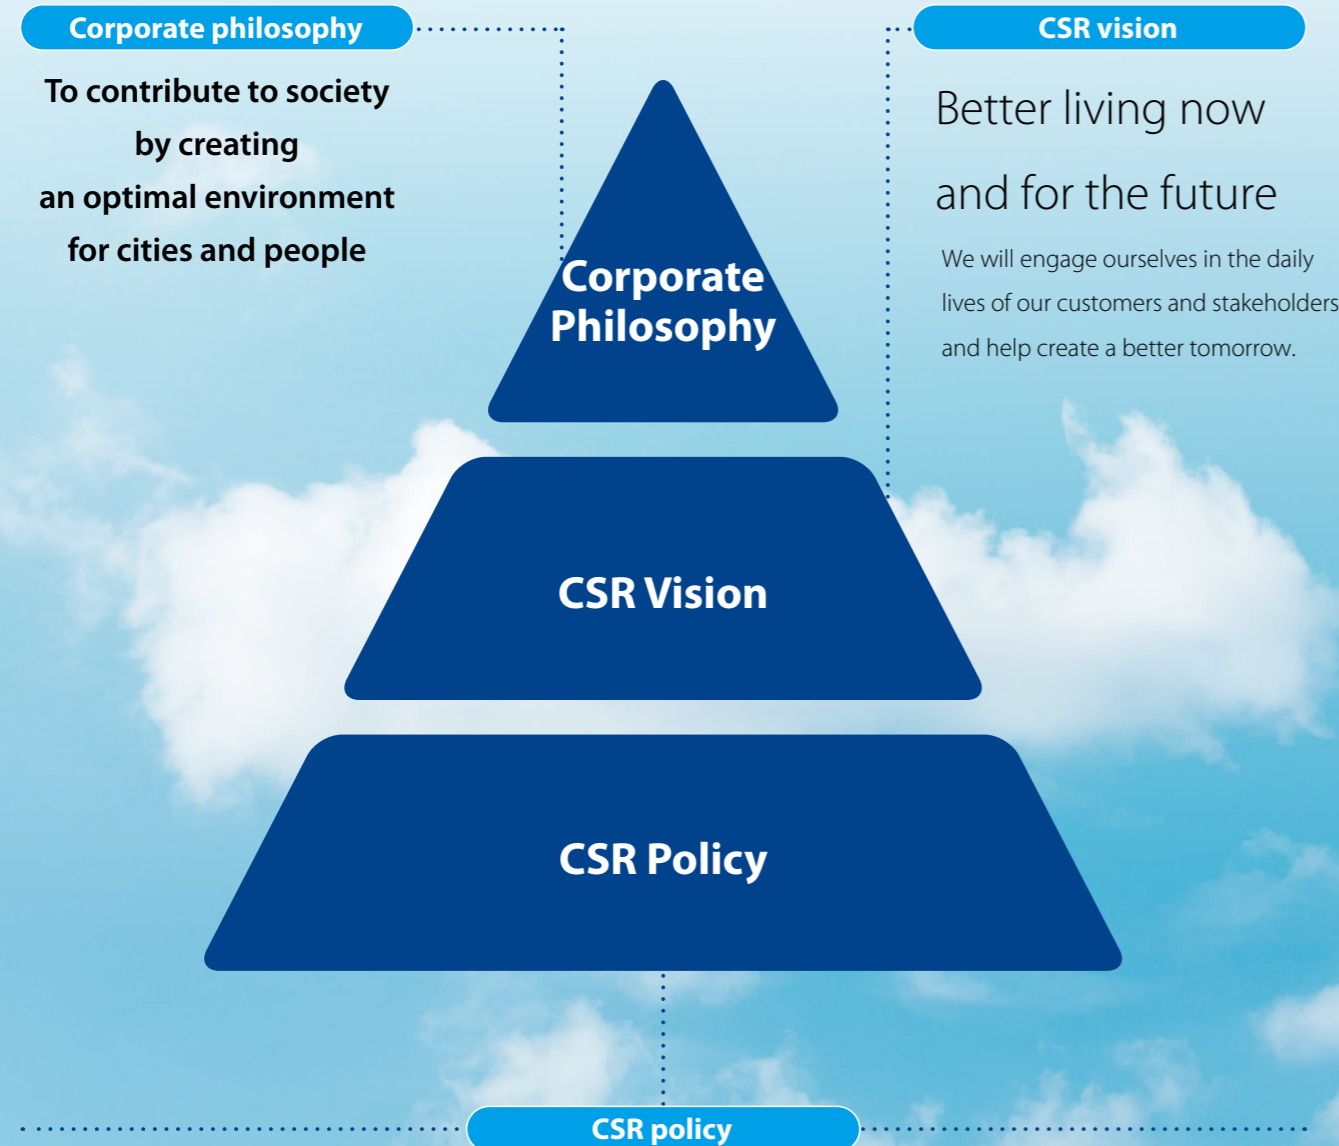 Corporate philosophy
To contribute to society
by creating
an optimal environment
for cities and people
CSR vision
Better living now
and for the future
We will engage ourselves in the daily
lives of our customers and stakeholders
and help create a better tomorrow.
Corporate
Philosophy
CSR Vision
CSR Policy
CSR policy